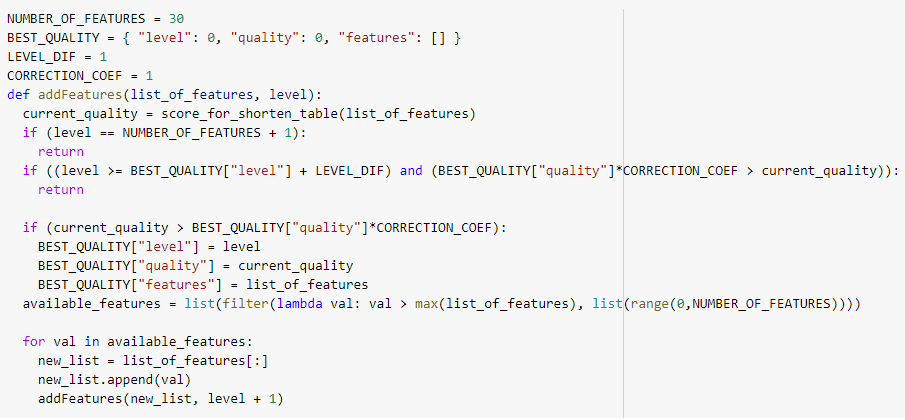 NUMBER_OF_FEATURES = 30
BEST_QUALITY = { "level": 0, "quality": 0, "features": [] }
LEVEL_DIF = 1
CORRECTION_COEF = 1
def addFeatures(list_of_features, level):
  current_quality = score_for_shorten_table(list_of_features)
  if (level == NUMBER_OF_FEATURES + 1):
    return
  if ((level >= BEST_QUALITY["level"] + LEVEL_DIF) and (BEST_QUALITY["quality"]*CORRECTION_COEF > current_quality)):
    return

  if (current_quality > BEST_QUALITY["quality"]*CORRECTION_COEF):
    BEST_QUALITY["level"] = level
    BEST_QUALITY["quality"] = current_quality
    BEST_QUALITY["features"] = list_of_features
  available_features = list(filter(lambda val: val > max(list_of_features), list(range(0,NUMBER_OF_FEATURES))))

  for val in available_features:
    new_list = list_of_features[:]
    new_list.append(val)
    addFeatures(new_list, level + 1)